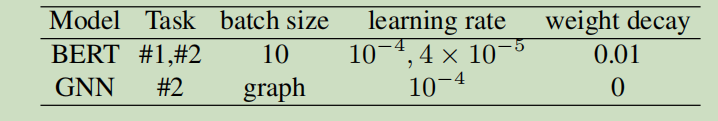 Model Task batch size learning rate weight decay
BERT #1,#2 10 10⁻⁴, 4 × 10⁻⁵ 0.01
GNN #2 graph 10⁻⁴ 0